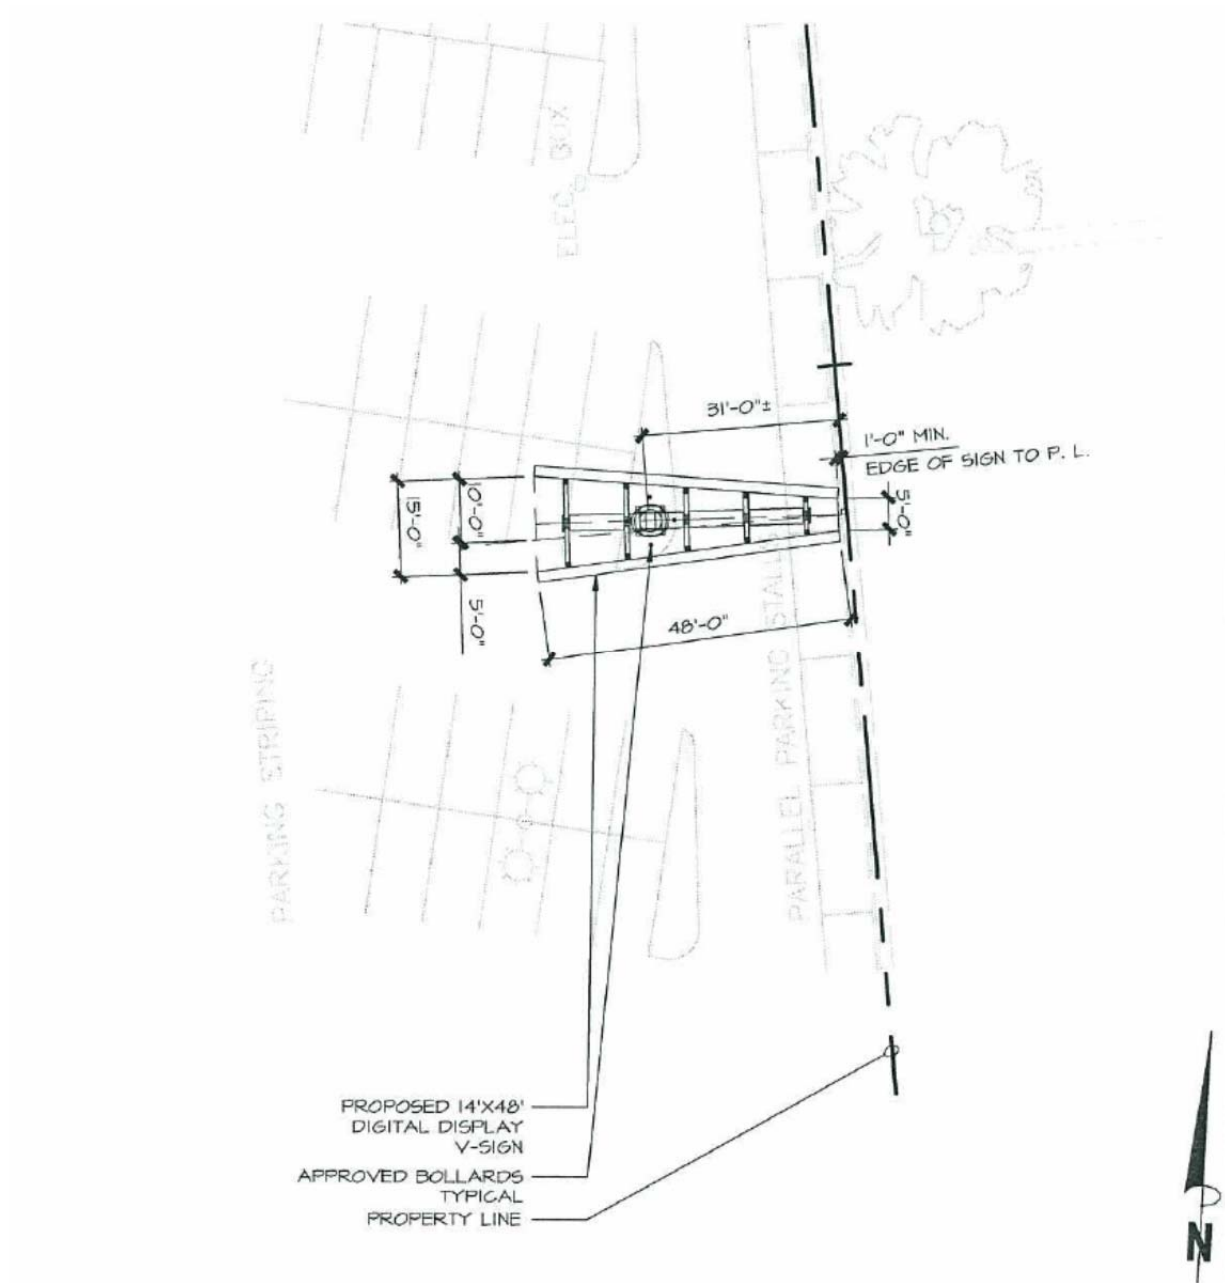 ELEC. BOX
31'-0"±
1'-0" MIN.
EDGE OF SIGN TO P. L.
15'-0"
10'-0"
5'-0"
5'-0"
48'-0"
PARKING STRIPING
PARALLEL PARKING STALLS
PROPOSED 14'X48'
DIGITAL DISPLAY
V-SIGN
APPROVED BOLLARDS
TYPICAL
PROPERTY LINE
N